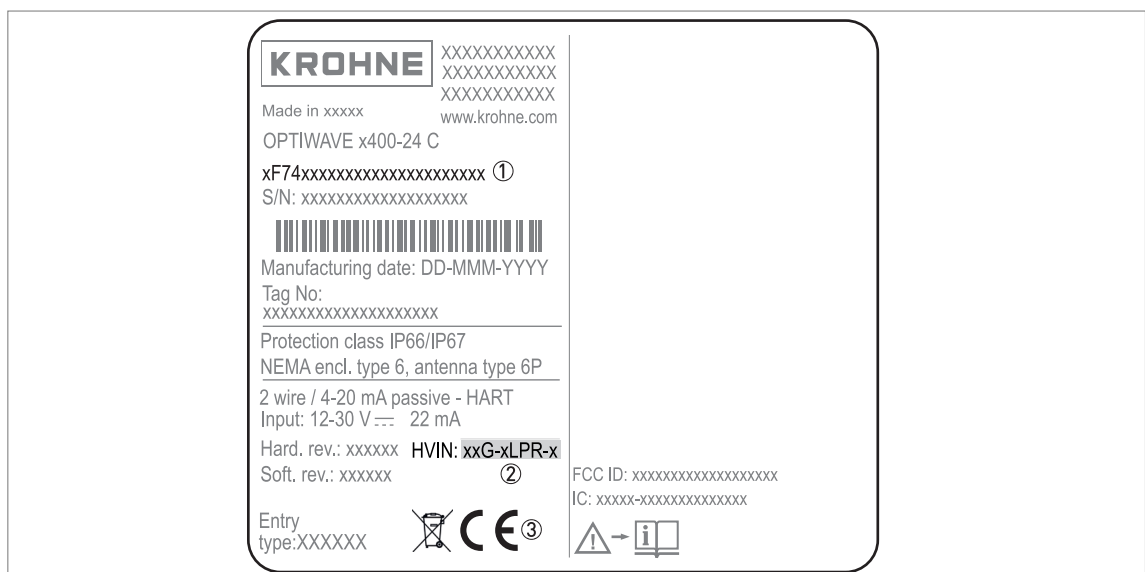 KROHNE
XXXXXXXXXXX
XXXXXXXXXXX
XXXXXXXXXXX
Made in xxxxx
www.krohne.com
OPTIWAVE x400-24 C
xF74xxxxxxxxxxxxxxxxxxxxx ①
S/N: xxxxxxxxxxxxxxxxxxx
Manufacturing date: DD-MMM-YYYY
Tag No:
xxxxxxxxxxxxxxxxxxxx
Protection class IP66/IP67
NEMA encl. type 6, antenna type 6P
2 wire / 4-20 mA passive - HART
Input: 12-30 V ⎓ 22 mA
Hard. rev.: xxxxxx HVIN: xxG-xLPR-x
Soft. rev.: xxxxxx ②
FCC ID: xxxxxxxxxxxxxxxxxxx
IC: xxxxx-xxxxxxxxxxxxxx
Entry
type:XXXXXX
CE ③
i